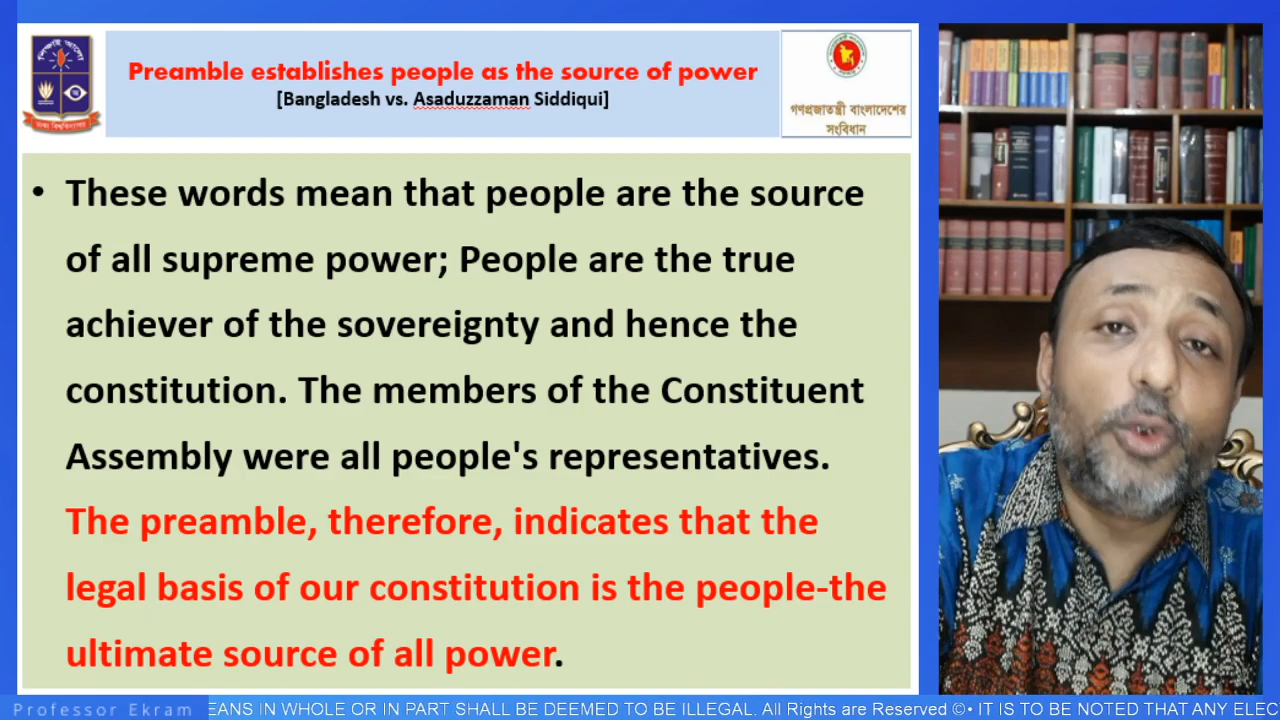 শিক্ষাই আলো
ঢাকা বিশ্ববিদ্যালয়
Preamble establishes people as the source of power
[Bangladesh vs. Asaduzzaman Siddiqui]
গণপ্রজাতন্ত্রী বাংলাদেশের
সংবিধান
• These words mean that people are the source
of all supreme power; People are the true
achiever of the sovereignty and hence the
constitution. The members of the Constituent
Assembly were all people's representatives.
The preamble, therefore, indicates that the
legal basis of our constitution is the people-the
ultimate source of all power.
Professor Ekram
EANS IN WHOLE OR IN PART SHALL BE DEEMED TO BE ILLEGAL. All Rights are Reserved ©• IT IS TO BE NOTED THAT ANY ELEC